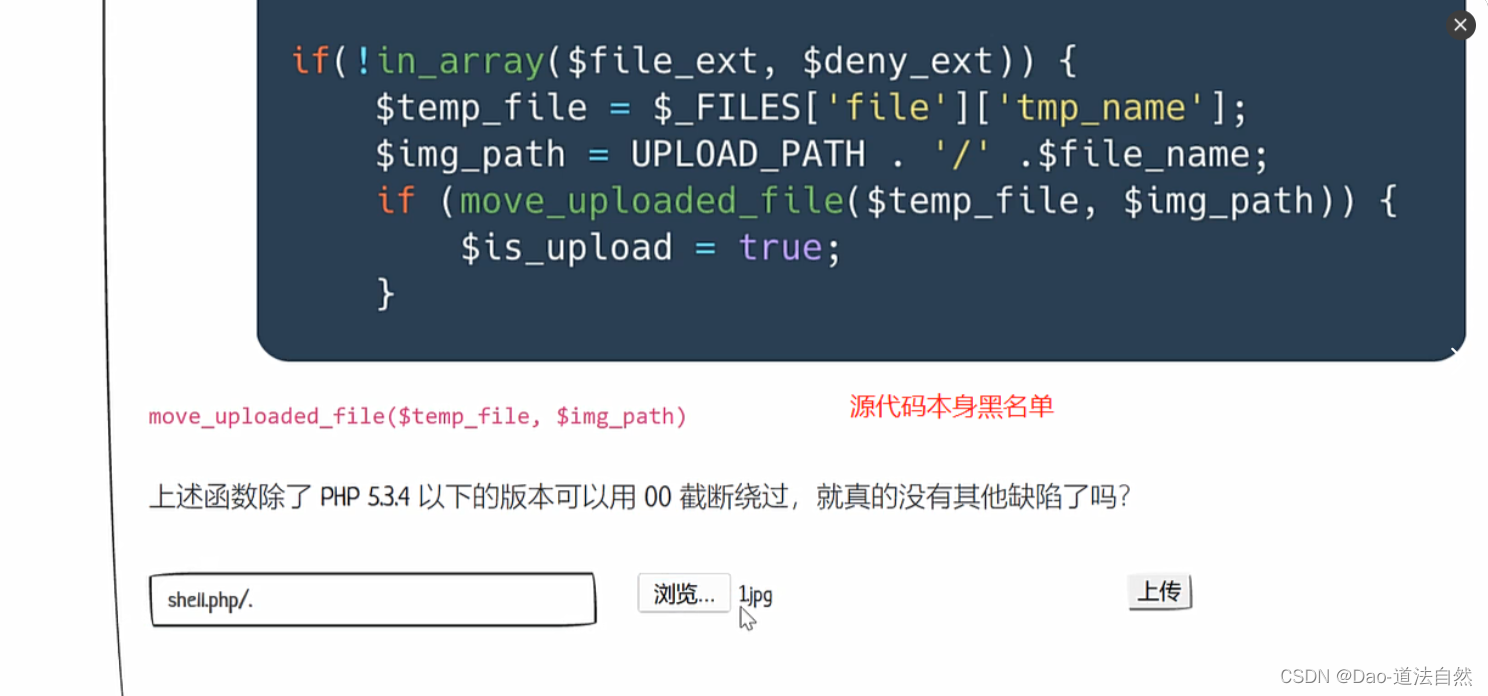 if(!in_array($file_ext, $deny_ext)) {
$temp_file = $_FILES['file']['tmp_name'];
$img_path = UPLOAD_PATH . '/' .$file_name;
if (move_uploaded_file($temp_file, $img_path)) {
$is_upload = true;
}
move_uploaded_file($temp_file, $img_path)
源代码本身黑名单
上述函数除了 PHP 5.3.4 以下的版本可以用 00 截断绕过，就真的没有其他缺陷了吗？
shell.php/.
浏览... 1.jpg
上传
CSDN @Dao-道法自然